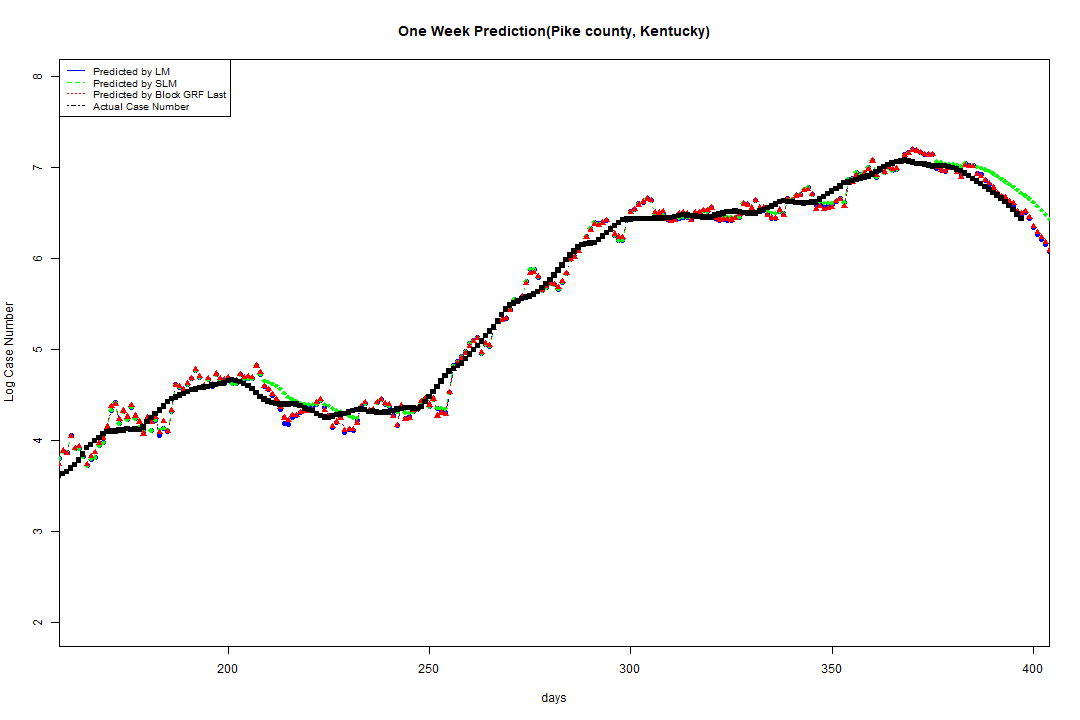 One Week Prediction(Pike county, Kentucky)
Predicted by LM
Predicted by SLM
Predicted by Block GRF Last
Actual Case Number
8
7
6
5
4
3
2
Log Case Number
200 250 300 350 400
days